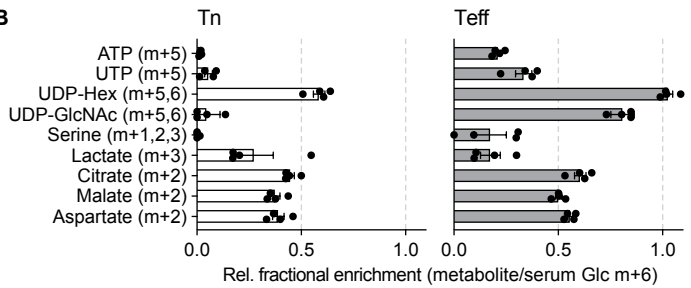 B
Tn
Teff
ATP (m+5)
UTP (m+5)
UDP-Hex (m+5,6)
UDP-GlcNAc (m+5,6)
Serine (m+1,2,3)
Lactate (m+3)
Citrate (m+2)
Malate (m+2)
Aspartate (m+2)
0.0 0.5 1.0 0.0 0.5 1.0
Rel. fractional enrichment (metabolite/serum Glc m+6)